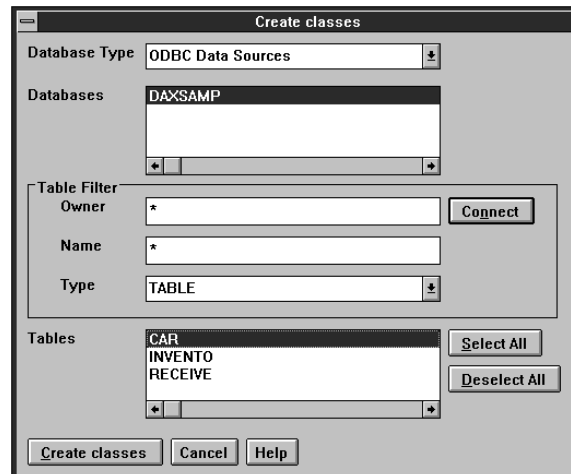 Create classes
Database Type ODBC Data Sources
Databases DAXSAMP
Table Filter
Owner *
Connect
Name *
Type TABLE
Tables CAR
INVENTO
RECEIVE
Select All
Deselect All
Create classes Cancel Help